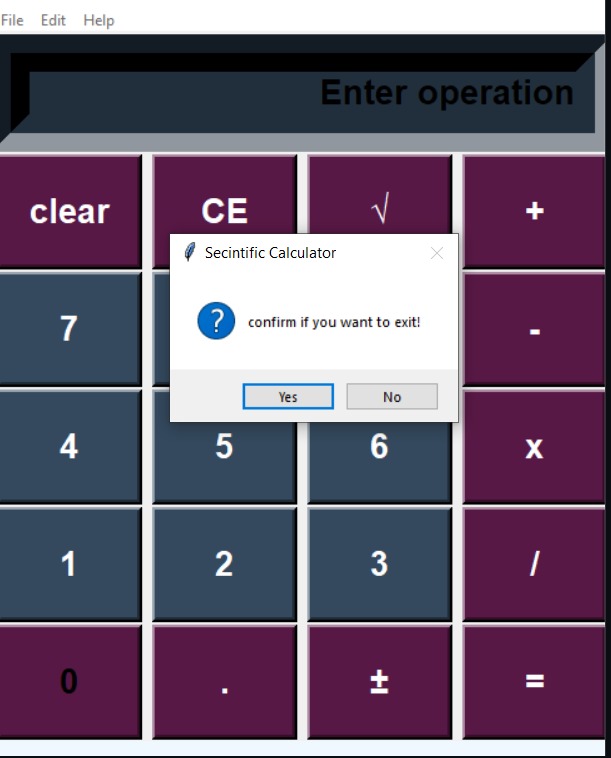 File Edit Help
Enter operation
clear CE √ +
Secintific Calculator
? confirm if you want to exit!
7 -
Yes No
4 5 6 x
1 2 3 /
0 . ± =